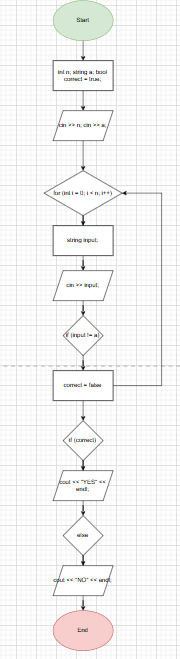 Start
int n; string a; bool
correct = true;
cin >> n; cin >> a;
for (int i = 0; i < n; i++)
string input;
cin >> input;
if (input != a)
correct = false
if (correct)
cout << "YES" <<
endl;
else
cout << "NO" << endl;
End